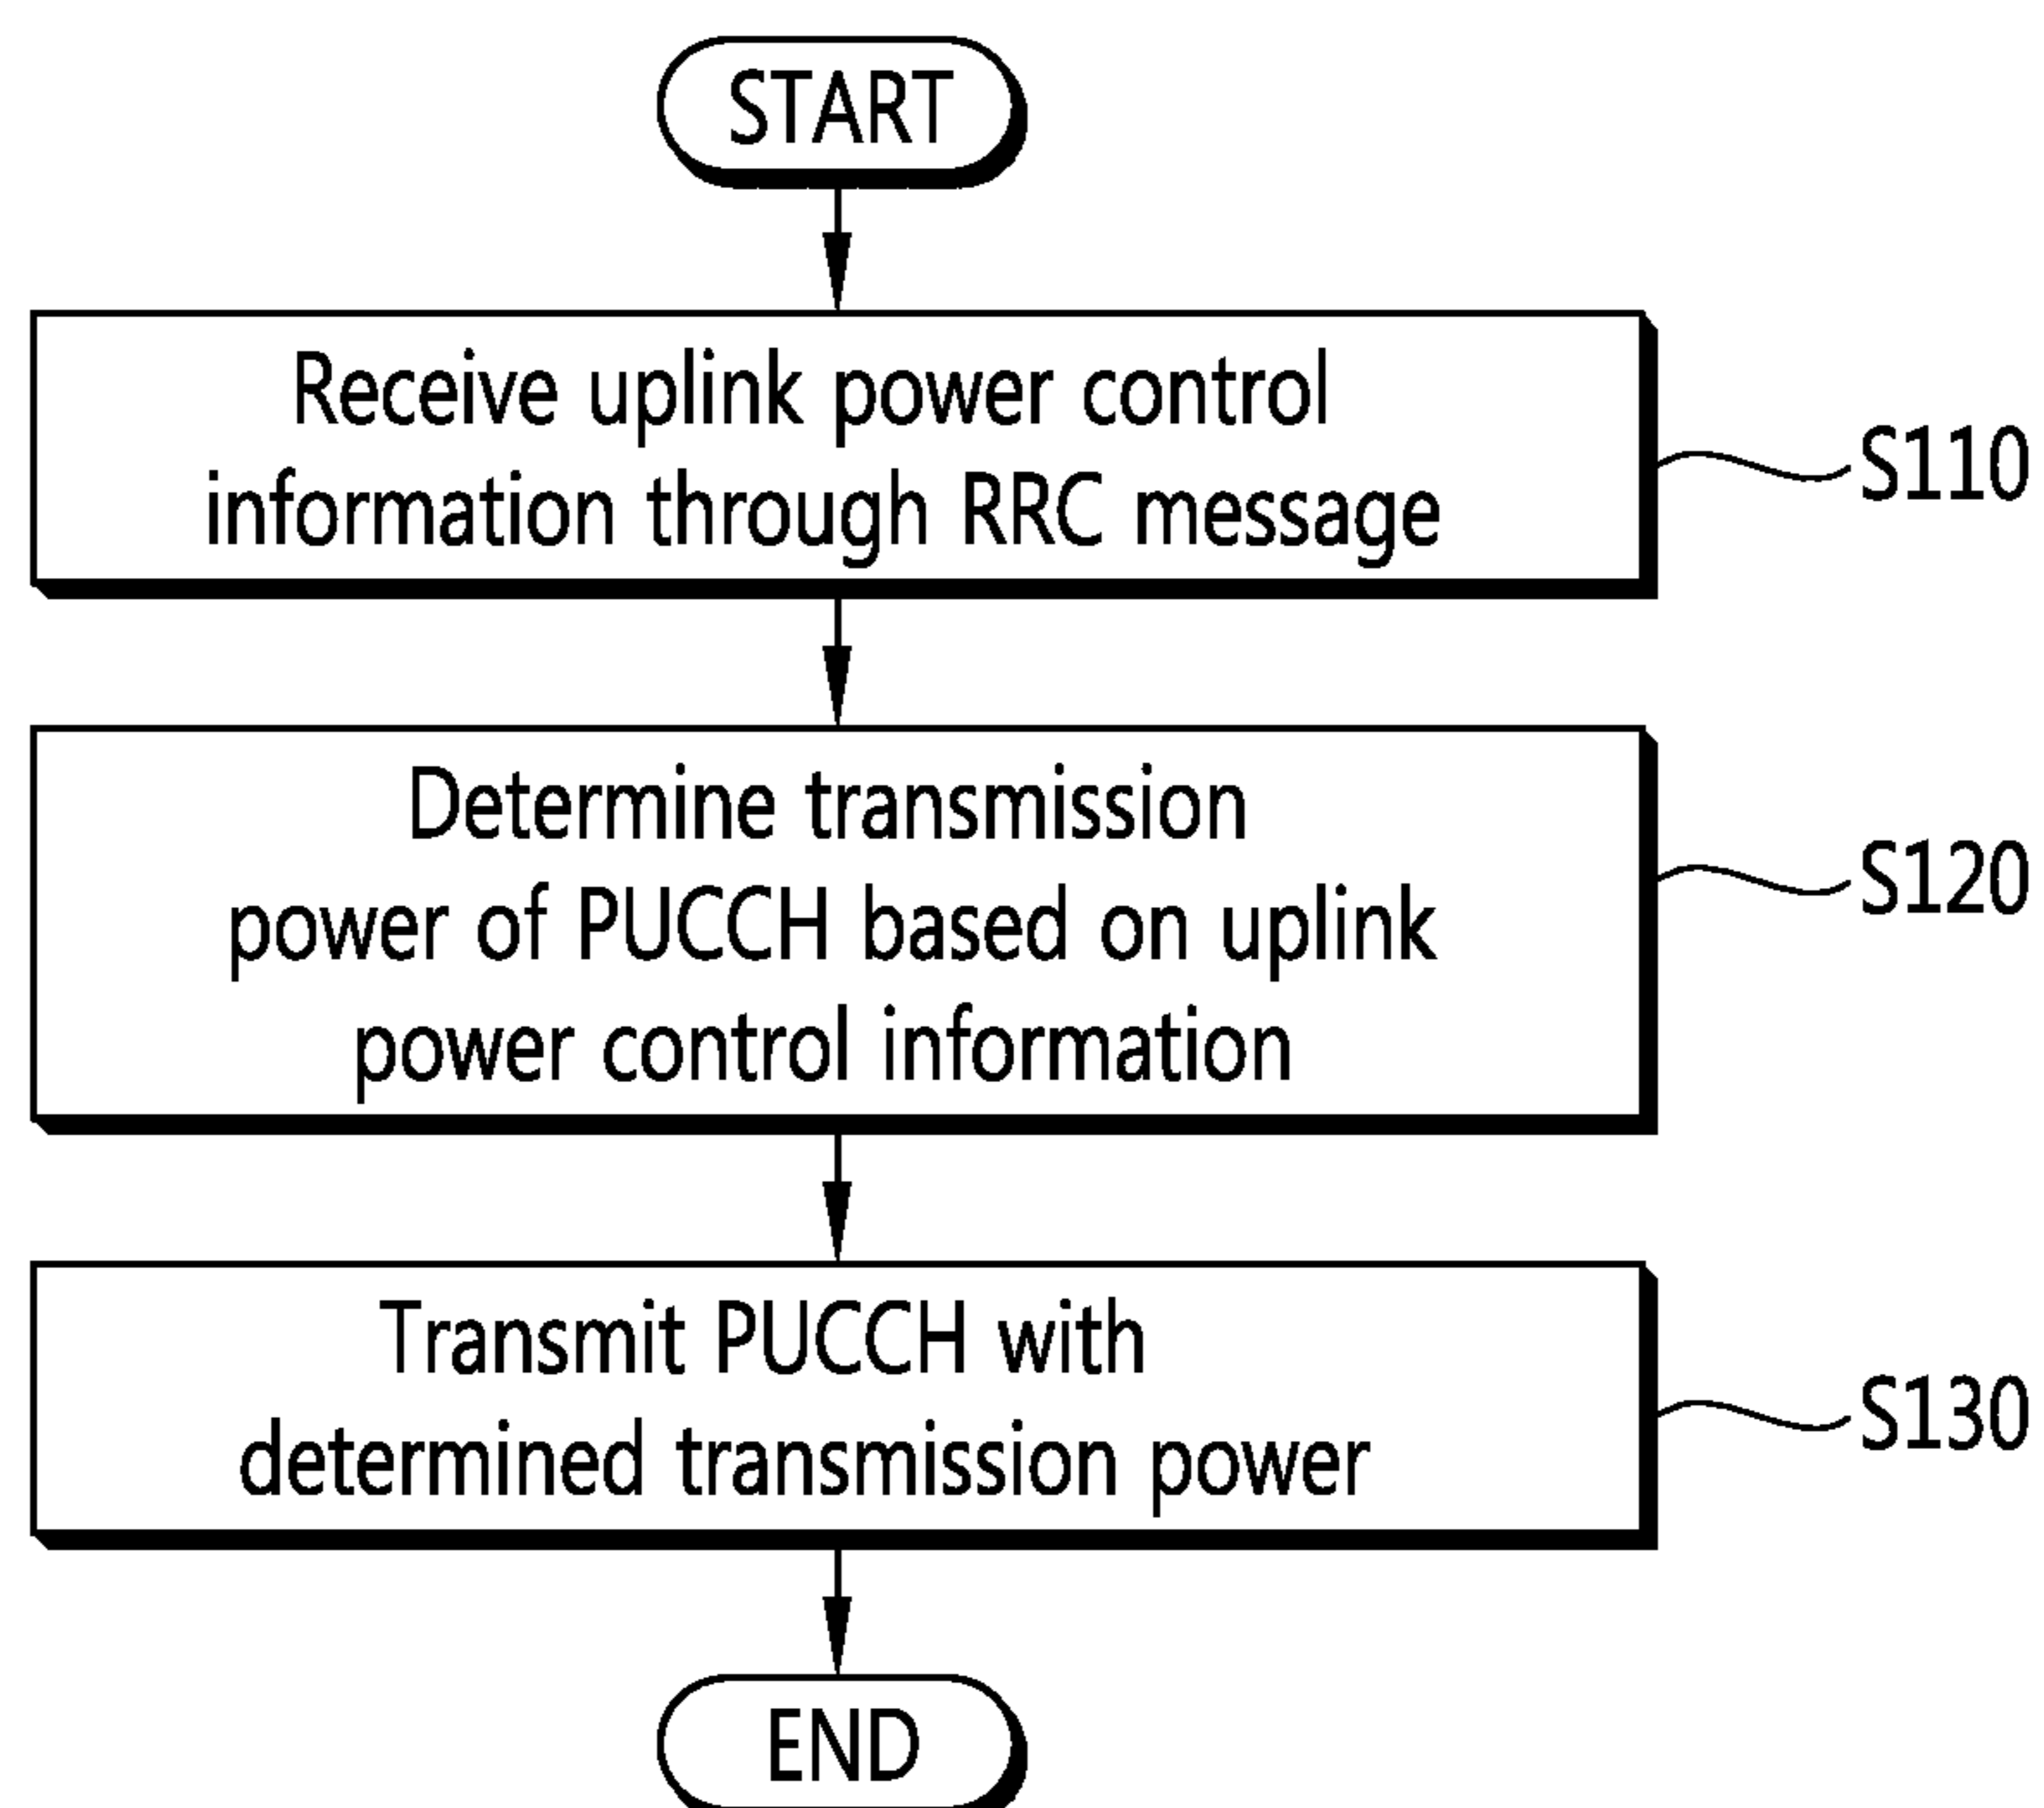 START
Receive uplink power control
information through RRC message
S110
Determine transmission
power of PUCCH based on uplink
power control information
S120
Transmit PUCCH with
determined transmission power
S130
END